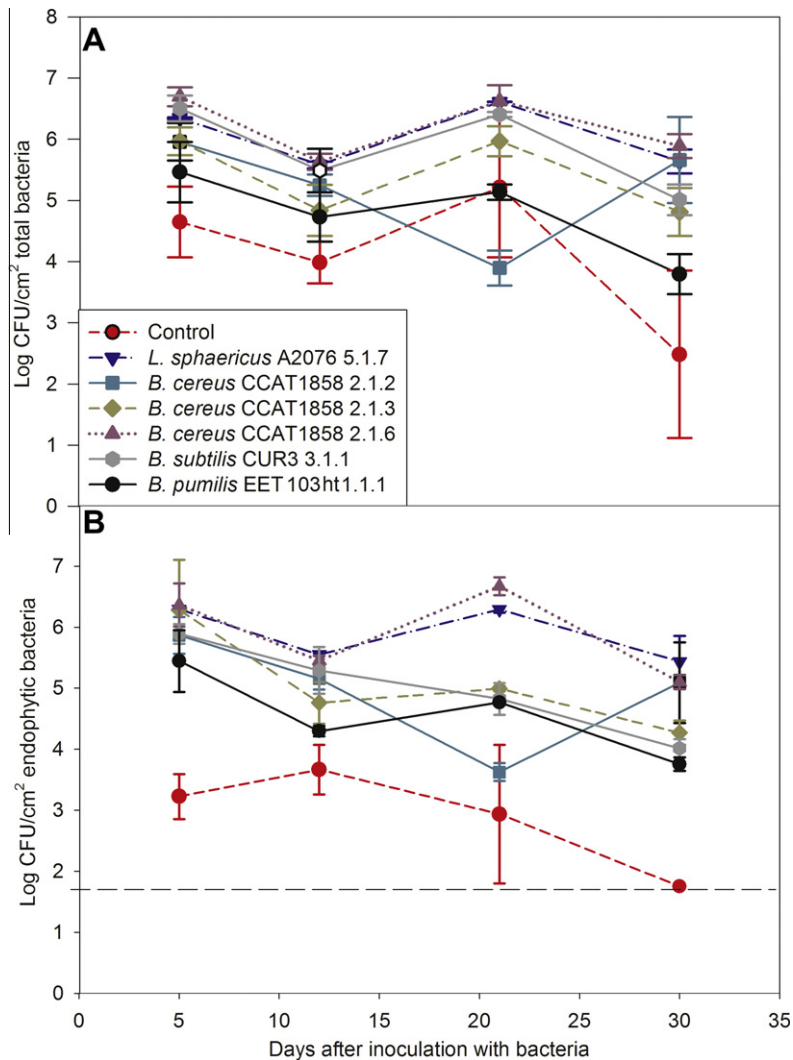 A
8
7
6
5
4
3
2
1
0
Log CFU/cm² total bacteria
Control
L. sphaericus A2076 5.1.7
B. cereus CCAT1858 2.1.2
B. cereus CCAT1858 2.1.3
B. cereus CCAT1858 2.1.6
B. subtilis CUR3 3.1.1
B. pumilis EET 103ht1.1.1
B
7
6
5
4
3
2
1
0
Log CFU/cm² endophytic bacteria
0 5 10 15 20 25 30 35
Days after inoculation with bacteria